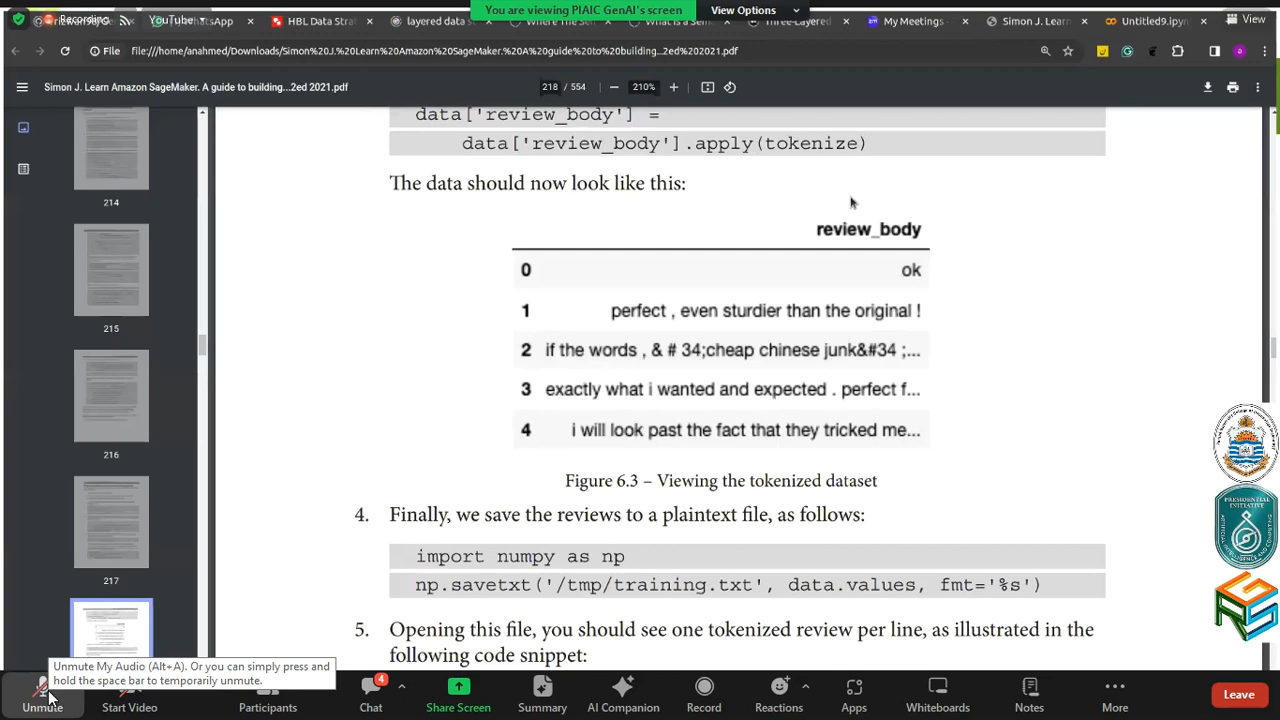 You are viewing PIAIC GenAI's screen
View Options
Recording
YouTube
App
HBL Data Strat
layered data
Where The Se
What is a Sema
Three-Layered
My Meetings -
Simon J. Learn
Untitled9.ipyn
View
File
file:///home/anahmed/Downloads/Simon%20J.%20Learn%20Amazon%20SageMaker.%20A%20guide%20to%20building...2ed%202021.pdf
Simon J. Learn Amazon SageMaker. A guide to building...2ed 2021.pdf
218 / 554
210%
data['review_body'] =
data['review_body'].apply(tokenize)
The data should now look like this:
review_body
0 ok
1 perfect , even sturdier than the original !
2 if the words , & # 34;cheap chinese junk&#34 ;...
3 exactly what i wanted and expected . perfect f...
4 i will look past the fact that they tricked me...
Figure 6.3 – Viewing the tokenized dataset
4. Finally, we save the reviews to a plaintext file, as follows:
import numpy as np
np.savetxt('/tmp/training.txt', data.values, fmt='%s')
5. Opening this file, you should see one tokenized review per line, as illustrated in the
following code snippet:
214
215
216
217
Unmute My Audio (Alt+A). Or you can simply press and
hold the space bar to temporarily unmute.
Unmute
Start Video
Participants
4
Chat
Share Screen
Summary
AI Companion
Record
Reactions
Apps
Whiteboards
Notes
More
Leave